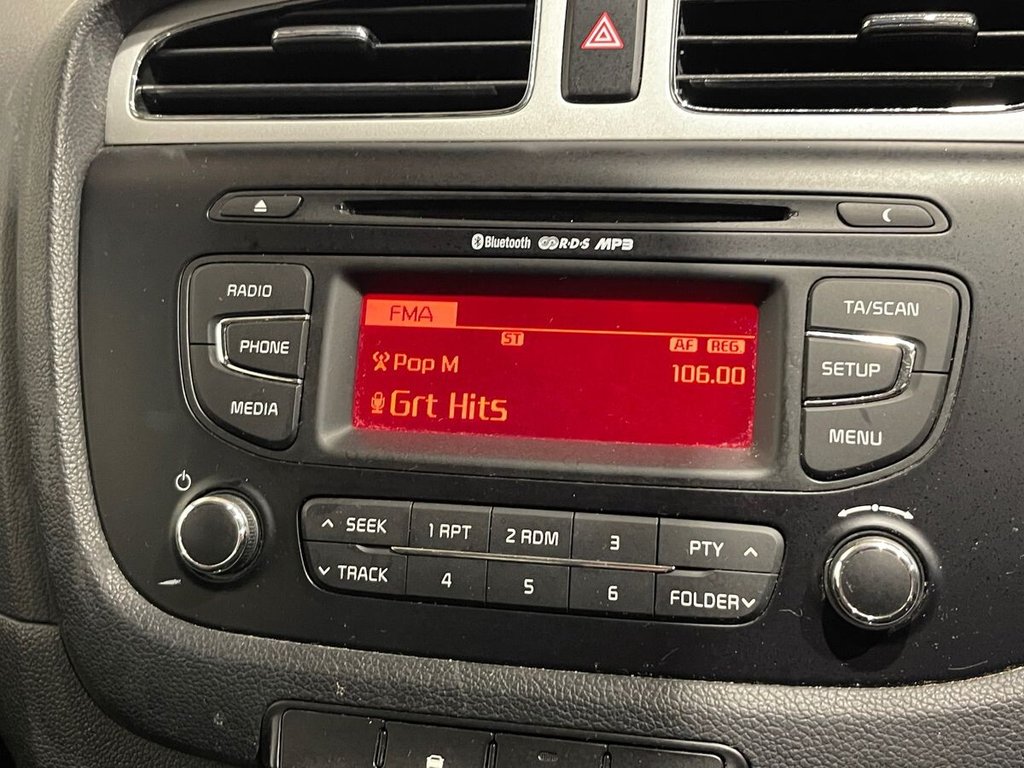 Bluetooth R·D·S MP3
RADIO
PHONE
MEDIA
FMA
ST AF REG
Pop M 106.00
Grt Hits
TA/SCAN
SETUP
MENU
SEEK 1 RPT 2 RDM 3 PTY
TRACK 4 5 6 FOLDER